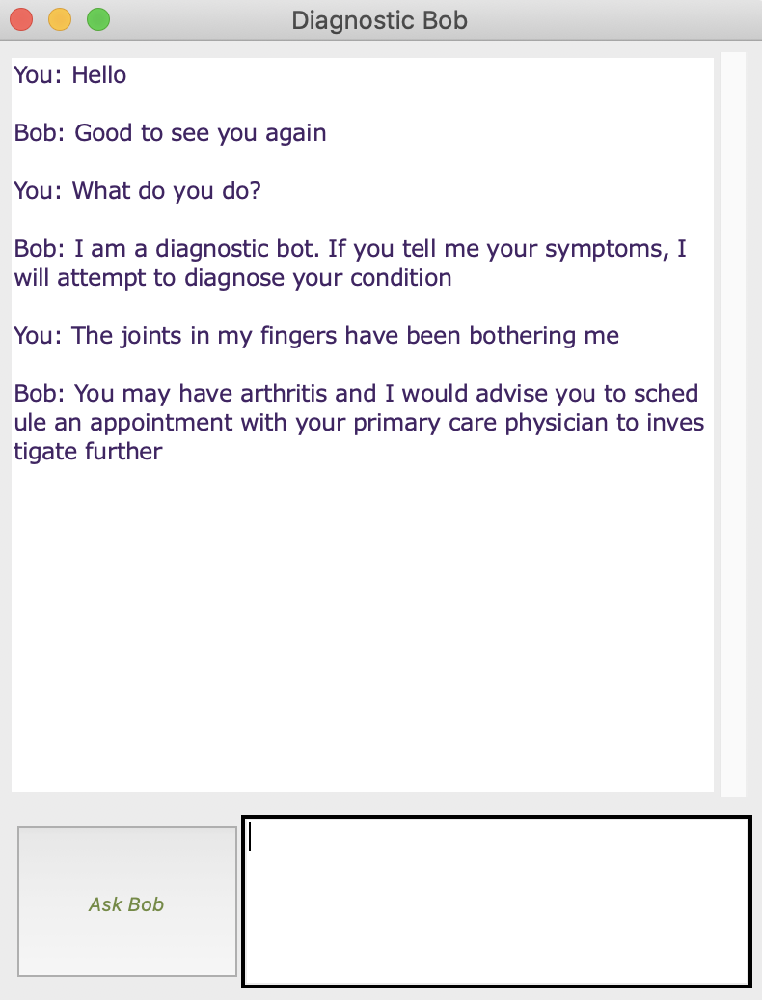 Diagnostic Bob
You: Hello
Bob: Good to see you again
You: What do you do?
Bob: I am a diagnostic bot. If you tell me your symptoms, I
will attempt to diagnose your condition
You: The joints in my fingers have been bothering me
Bob: You may have arthritis and I would advise you to sched
ule an appointment with your primary care physician to inves
tigate further
Ask Bob